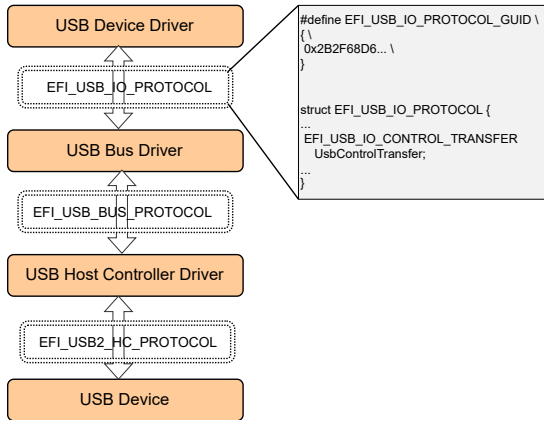 USB Device Driver
EFI_USB_IO_PROTOCOL
USB Bus Driver
EFI_USB_BUS_PROTOCOL
USB Host Controller Driver
EFI_USB2_HC_PROTOCOL
USB Device
#define EFI_USB_IO_PROTOCOL_GUID \
{ \
0x2B2F68D6... \
}
struct EFI_USB_IO_PROTOCOL {
...
EFI_USB_IO_CONTROL_TRANSFER
UsbControlTransfer;
...
}